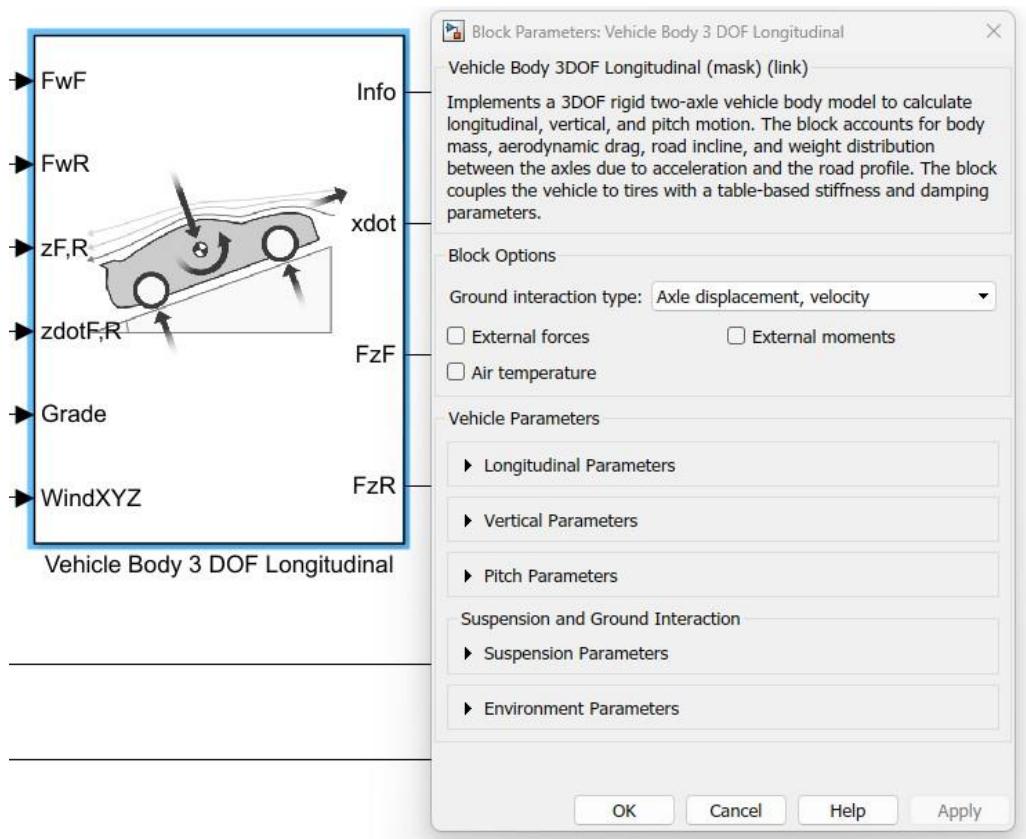 FwF
FwR
zF,R
zdotF,R
Grade
WindXYZ
Info
xdot
FzF
FzR
Vehicle Body 3 DOF Longitudinal
Block Parameters: Vehicle Body 3 DOF Longitudinal
Vehicle Body 3DOF Longitudinal (mask) (link)
Implements a 3DOF rigid two-axle vehicle body model to calculate
longitudinal, vertical, and pitch motion. The block accounts for body
mass, aerodynamic drag, road incline, and weight distribution
between the axles due to acceleration and the road profile. The block
couples the vehicle to tires with a table-based stiffness and damping
parameters.
Block Options
Ground interaction type: Axle displacement, velocity
External forces
External moments
Air temperature
Vehicle Parameters
Longitudinal Parameters
Vertical Parameters
Pitch Parameters
Suspension and Ground Interaction
Suspension Parameters
Environment Parameters
OK
Cancel
Help
Apply